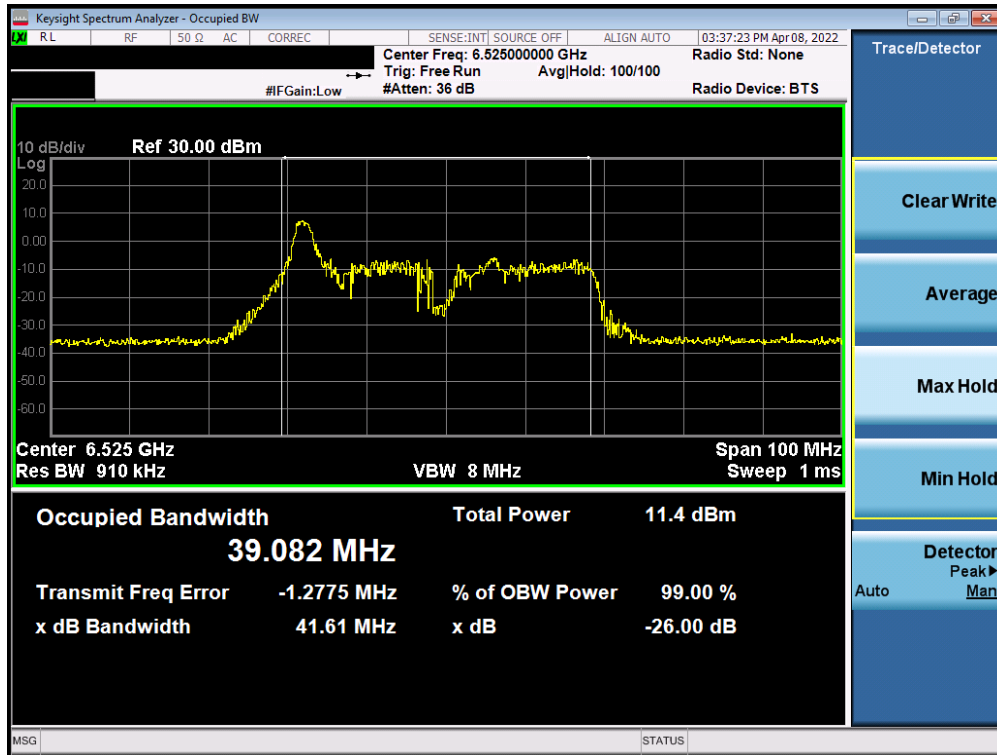 Keysight Spectrum Analyzer - Occupied BW
LXI RL RF 50 Ω AC CORREC SENSE:INT SOURCE OFF ALIGN AUTO 03:37:23 PM Apr 08, 2022
Center Freq: 6.525000000 GHz Radio Std: None
Trig: Free Run Avg|Hold: 100/100
#IFGain:Low #Atten: 36 dB Radio Device: BTS
Trace/Detector
10 dB/div Ref 30.00 dBm
Log
20.0
10.0
0.00
-10.0
-20.0
-30.0
-40.0
-50.0
-60.0
Center 6.525 GHz Span 100 MHz
Res BW 910 kHz VBW 8 MHz Sweep 1 ms
Occupied Bandwidth Total Power 11.4 dBm
39.082 MHz
Transmit Freq Error -1.2775 MHz % of OBW Power 99.00 %
x dB Bandwidth 41.61 MHz x dB -26.00 dB
Clear Write
Average
Max Hold
Min Hold
Detector
Peak▶
Auto Man
MSG STATUS